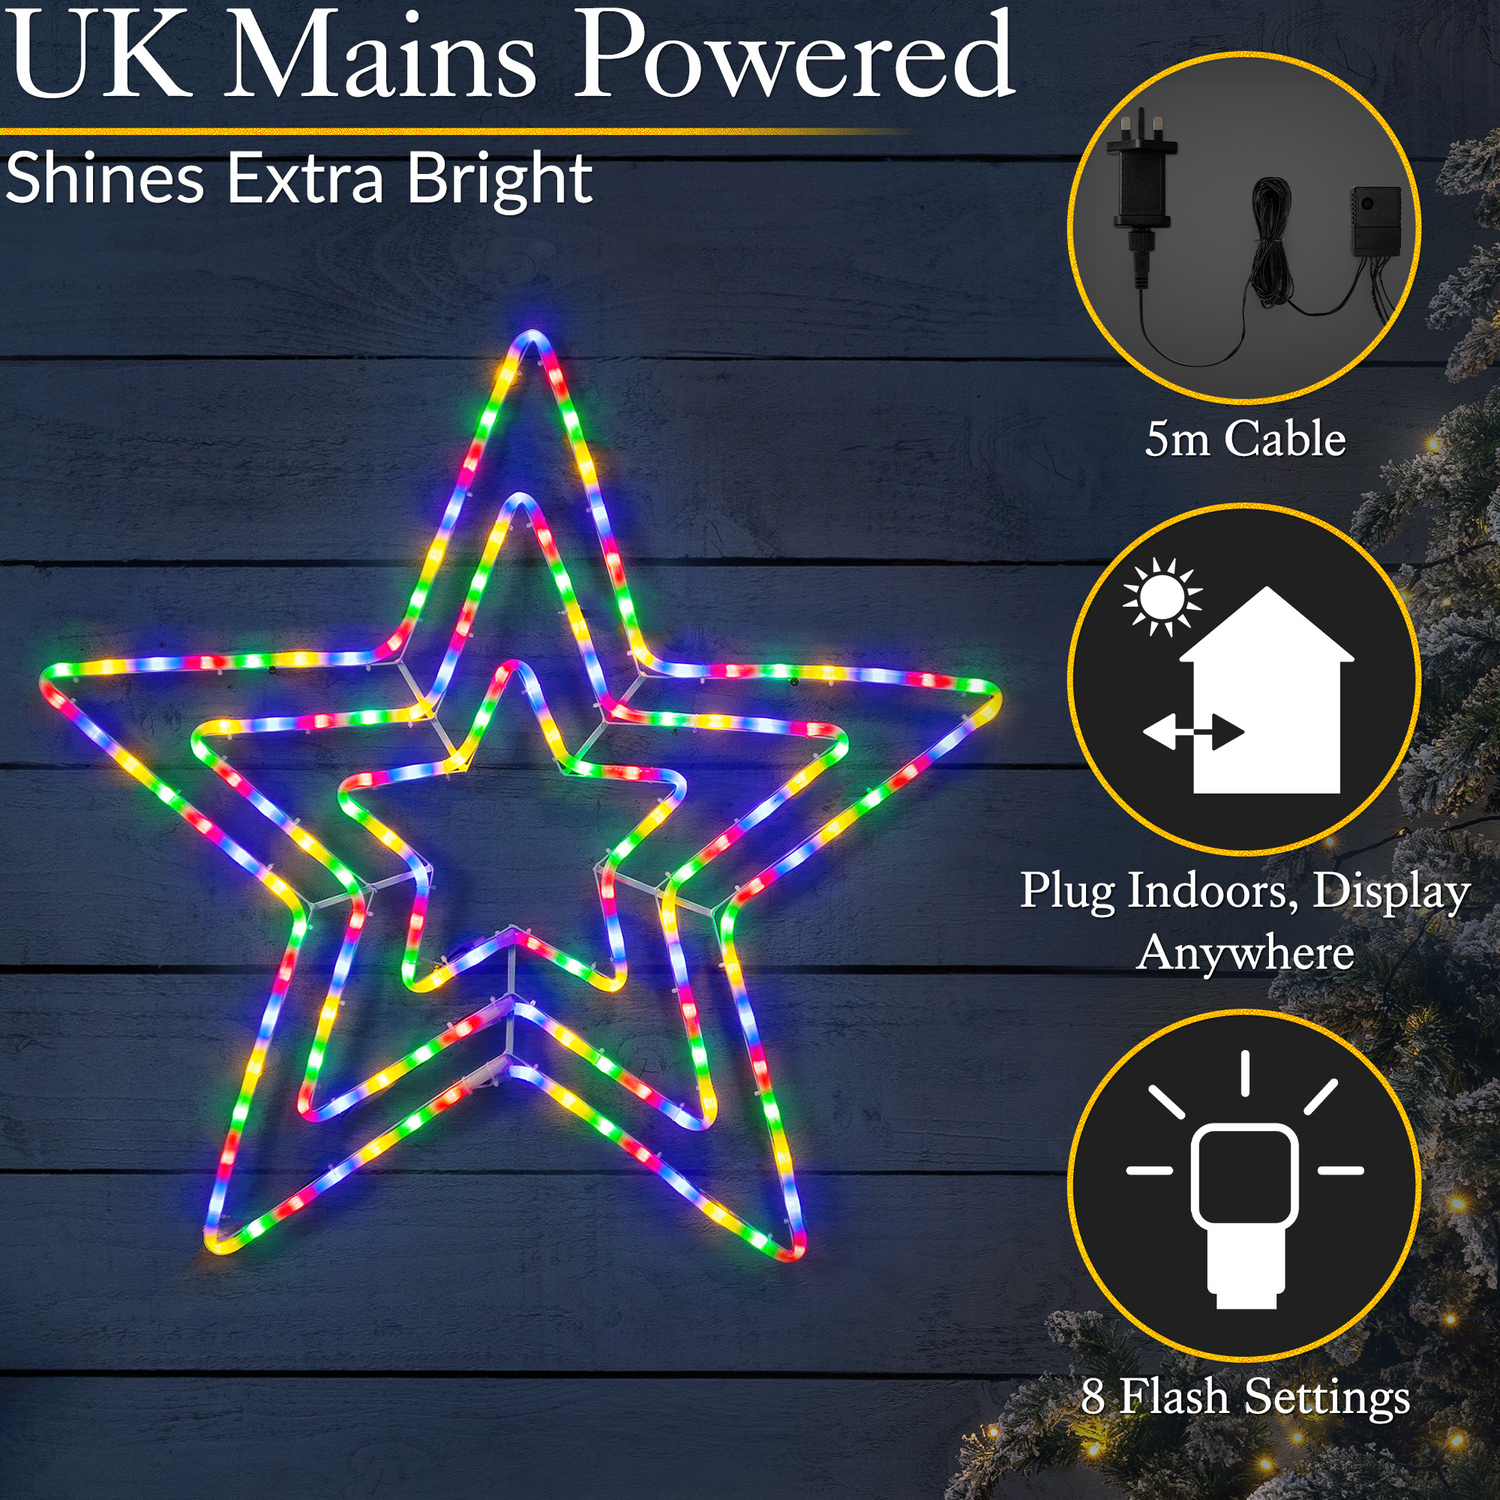 UK Mains Powered
Shines Extra Bright
5m Cable
Plug Indoors, Display
Anywhere
8 Flash Settings